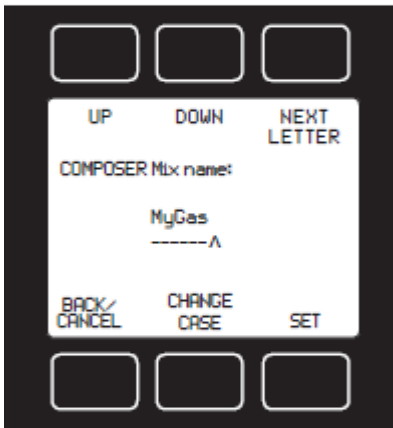 UP DOWN NEXT
LETTER
COMPOSER Mix name:
MyGas
------^
BACK/ CHANGE
CANCEL CASE SET